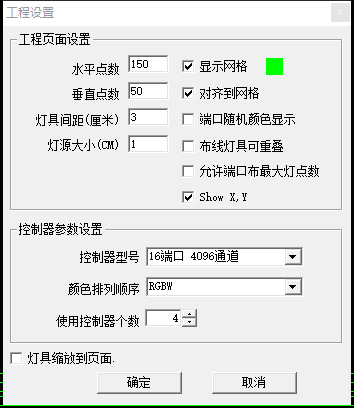 工程设置
工程页面设置
水平点数 150 显示网格
垂直点数 50 对齐到网格
灯具间距(厘米) 3 端口随机颜色显示
灯源大小(CM) 1 布线灯具可重叠
允许端口布最大灯点数
Show X,Y
控制器参数设置
控制器型号 16端口 4096通道
颜色排列顺序 RGBW
使用控制器个数 4
灯具缩放到页面.
确定 取消